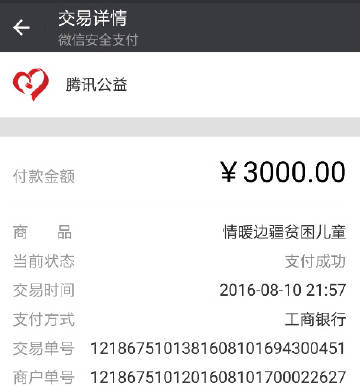 交易详情
微信安全支付
腾讯公益
付款金额 ￥3000.00
商品 情暖边疆贫困儿童
当前状态 支付成功
交易时间 2016-08-10 21:57
支付方式 工商银行
交易单号 1218675101381608101694300451
商户单号 1218675101201608101700022627